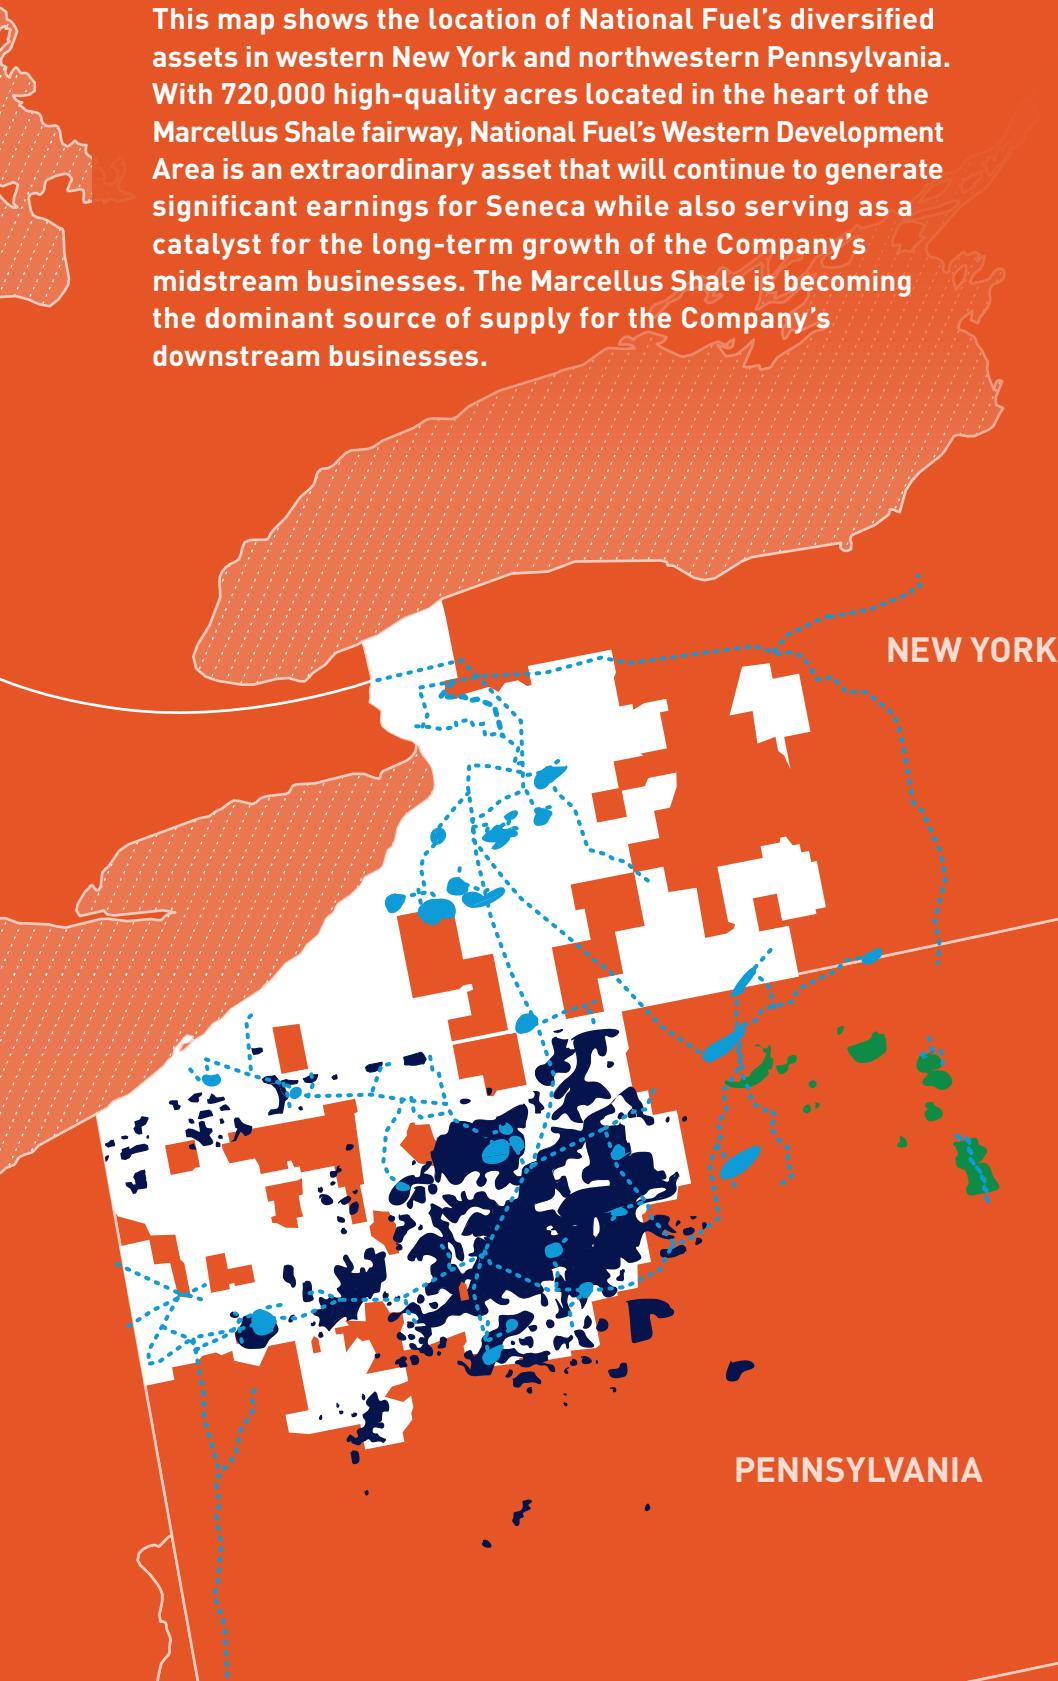 This map shows the location of National Fuel’s diversified
assets in western New York and northwestern Pennsylvania.
With 720,000 high-quality acres located in the heart of the
Marcellus Shale fairway, National Fuel’s Western Development
Area is an extraordinary asset that will continue to generate
significant earnings for Seneca while also serving as a
catalyst for the long-term growth of the Company’s
midstream businesses. The Marcellus Shale is becoming
the dominant source of supply for the Company’s
downstream businesses.
NEW YORK
PENNSYLVANIA